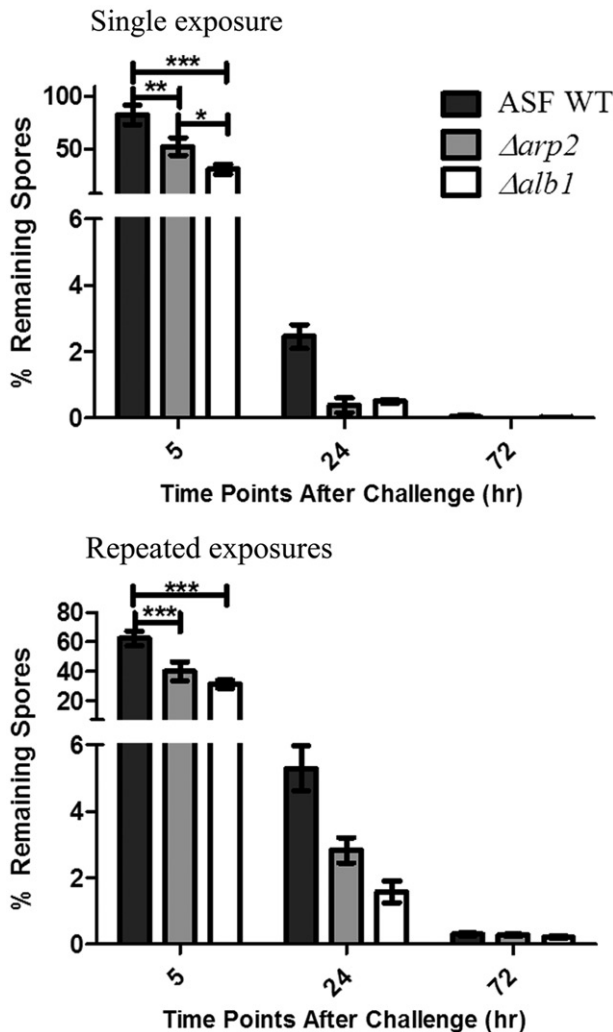 Single exposure
***
**
*
100
50
6
4
2
0
% Remaining Spores
5
24
72
Time Points After Challenge (hr)
ASF WT
Δarp2
Δalb1
Repeated exposures
***
***
80
60
40
20
6
4
2
0
% Remaining Spores
5
24
72
Time Points After Challenge (hr)